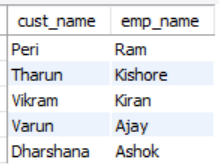 cust_name emp_name
Peri Ram
Tharun Kishore
Vikram Kiran
Varun Ajay
Dharshana Ashok